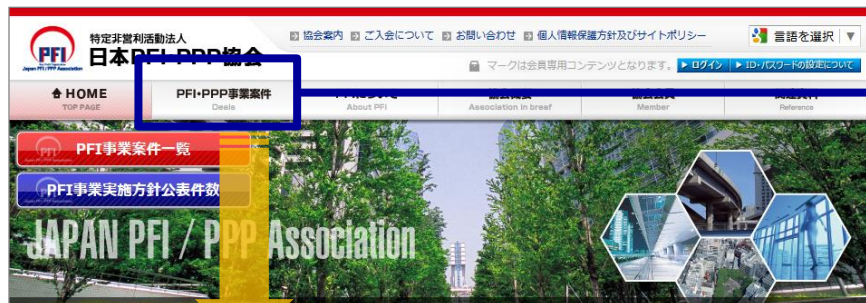 PFI
Japan PFI/PPP Association
特定非営利活動法人
日本PFI・PPP協会
協会案内 ご入会について お問い合わせ 個人情報保護方針及びサイトポリシー
言語を選択 ▼
マークは会員専用コンテンツとなります。 ログイン ID・パスワードの設定について
HOME
TOP PAGE
PFI・PPP事業案件
Deals
About PFI
Association in breaf
Member
Reference
PFI事業案件一覧
PFI事業実施方針公表件数
JAPAN PFI / PPP Association